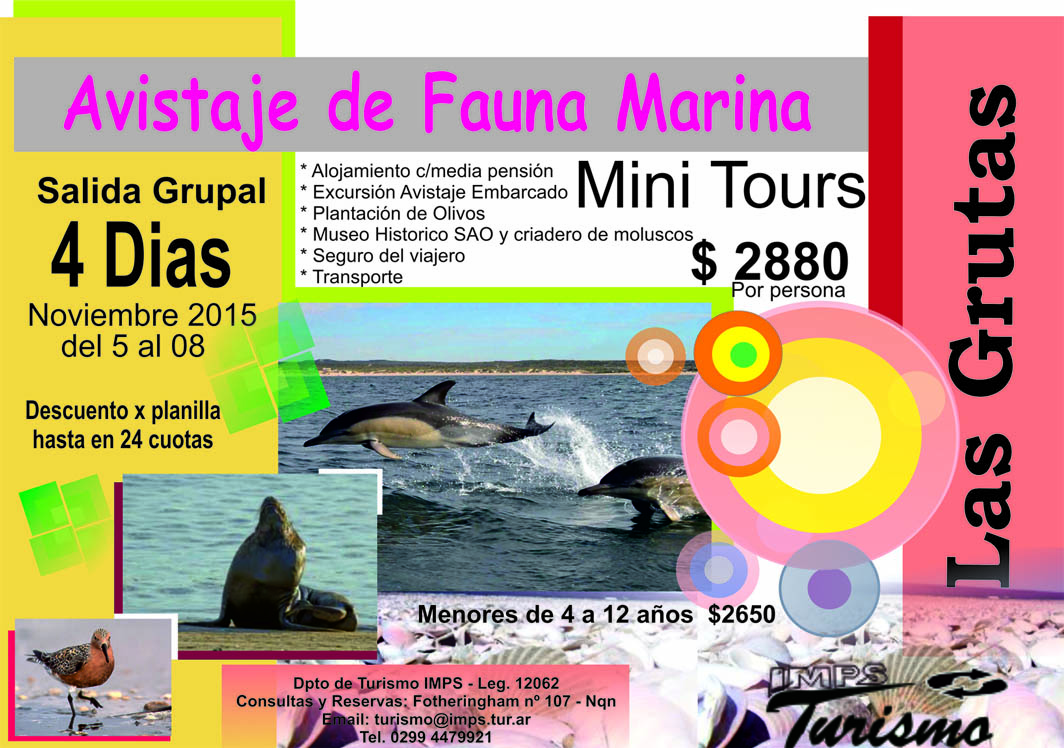 Avistaje de Fauna Marina
Salida Grupal
4 Dias
Noviembre 2015
del 5 al 08
Descuento x planilla
hasta en 24 cuotas
* Alojamiento c/media pensión
* Excursión Avistaje Embarcado
* Plantación de Olivos
* Museo Historico SAO y criadero de moluscos
* Seguro del viajero
* Transporte
Mini Tours
$ 2880
Por persona
Las Grutas
Menores de 4 a 12 años $2650
Dpto de Turismo IMPS - Leg. 12062
Consultas y Reservas: Fotheringham nº 107 - Nqn
Email: turismo@imps.tur.ar
Tel. 0299 4479921
IMPS
Turismo